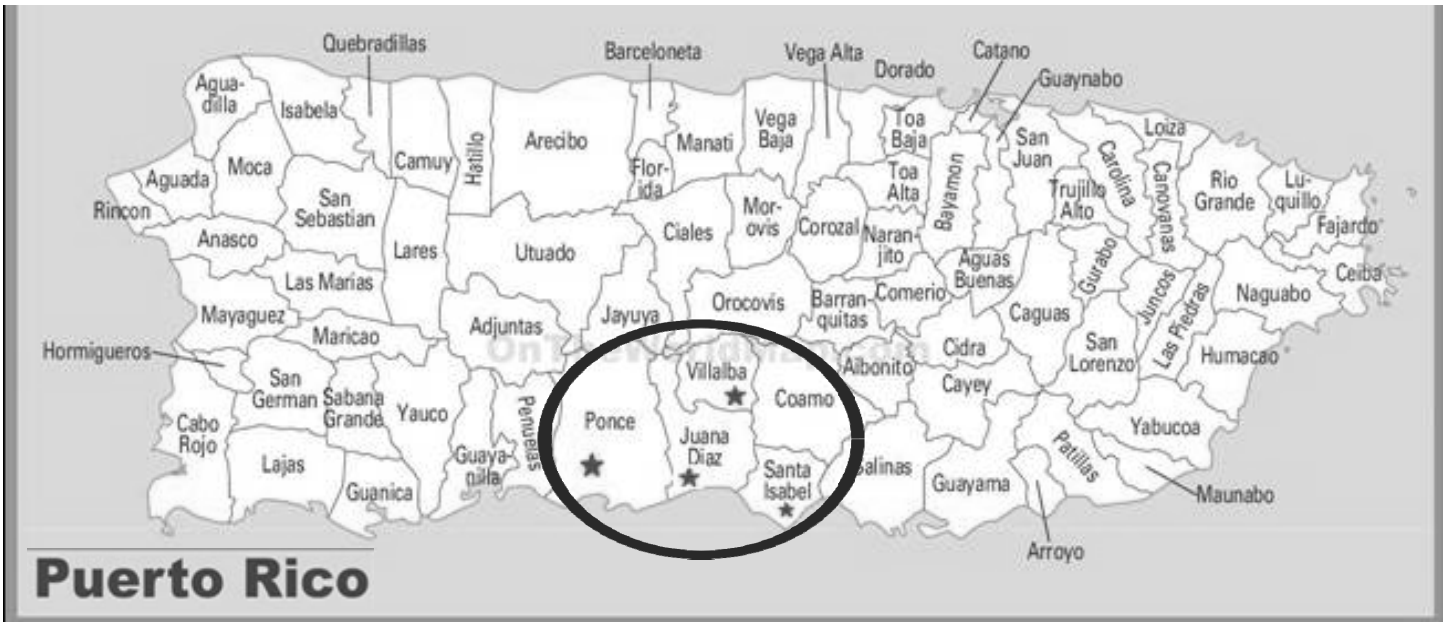 Quebradillas
Barceloneta
Vega Alta
Dorado
Catano
Guaynabo
Agua-
dilla
Isabela
Camuy
Hatillo
Arecibo
Flor-
ida
Manati
Vega
Baja
Toa
Baja
Toa
Alta
Bayamon
San
Juan
Trujillo
Alto
Carolina
Loiza
Canovanas
Rio
Grande
Lu-
quillo
Fajardo
Ceiba
Moca
Aguada
Rincon
Anasco
San
Sebastian
Lares
Utuado
Ciales
Mor-
ovis
Corozal
Naran-
jito
Aguas
Buenas
Gurabo
Juncos
Las Piedras
Naguabo
Las Marias
Mayaguez
Maricao
Adjuntas
Jayuya
Orocovis
Barran-
quitas
Comerio
Caguas
San
Lorenzo
Humacao
OnTheWorldMap.com
Hormigueros
San
German
Sabana
Grande
Yauco
Guaya-
nilla
Penuelas
Ponce
Villalba
Juana
Diaz
Coamo
Santa
Isabel
Aibonito
Cidra
Cayey
Salinas
Guayama
Patillas
Yabucoa
Maunabo
Arroyo
Cabo
Rojo
Lajas
Guanica
Puerto Rico